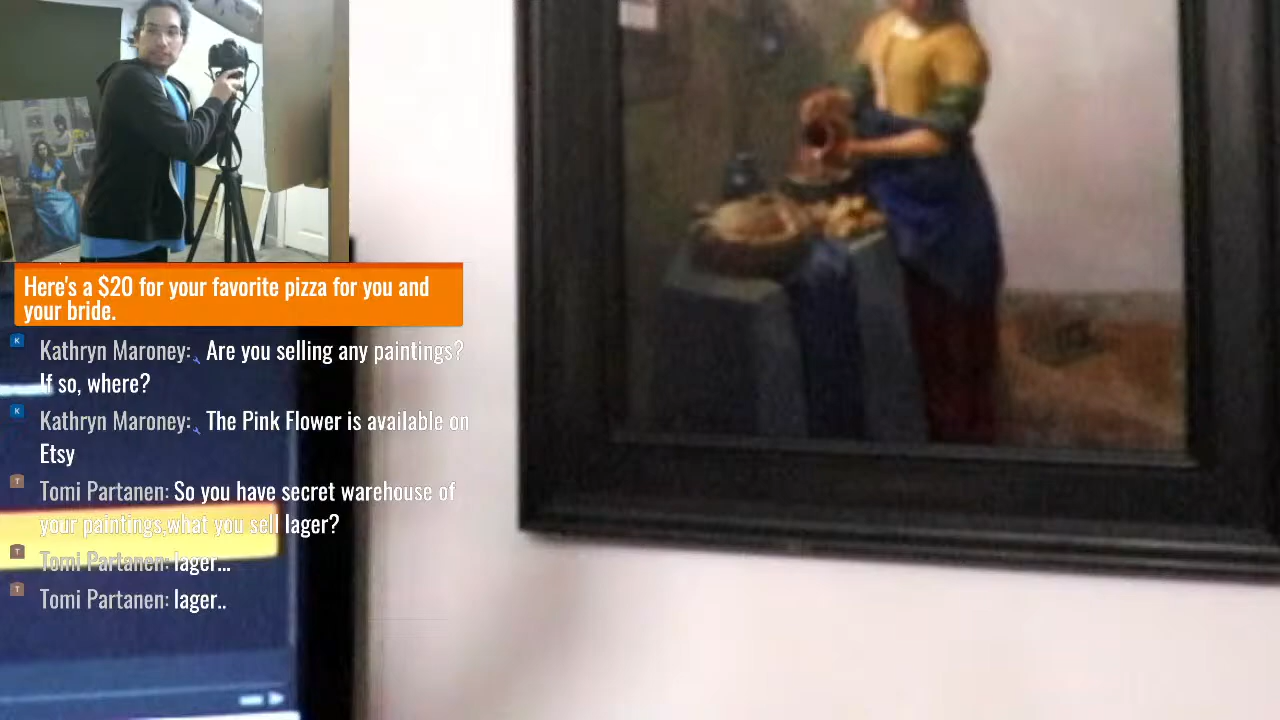 Here's a $20 for your favorite pizza for you and
your bride.
K
Kathryn Maroney: Are you selling any paintings?
If so, where?
K
Kathryn Maroney: The Pink Flower is available on
Etsy
T
Tomi Partanen: So you have secret warehouse of
your paintings,what you sell lager?
T
Tomi Partanen: lager...
T
Tomi Partanen: lager..